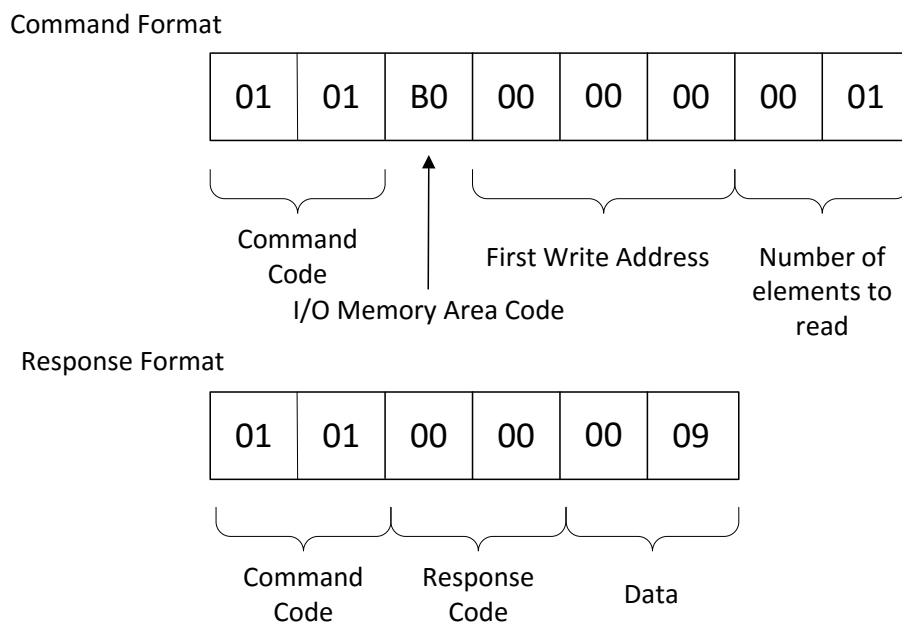 Command Format
01 01 B0 00 00 00 00 01
Command
Code
First Write Address
Number of
elements to
read
I/O Memory Area Code
Response Format
01 01 00 00 00 09
Command
Code
Response
Code
Data